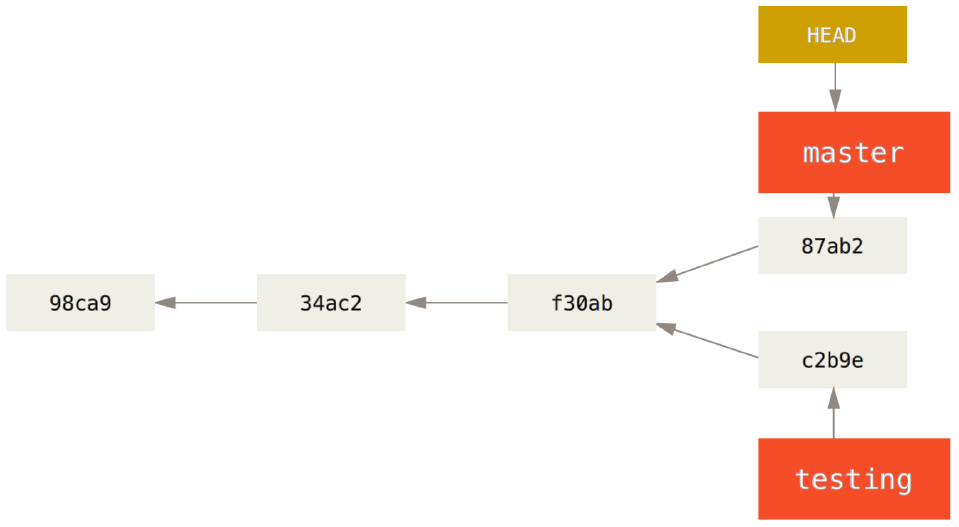 HEAD
master
87ab2
98ca9
34ac2
f30ab
c2b9e
testing